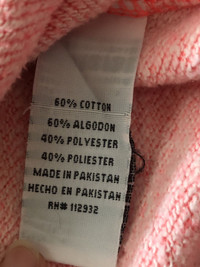 60% COTTON
60% ALGODON
40% POLYESTER
40% POLIESTER
MADE IN PAKISTAN
HECHO EN PAKISTAN
RN# 112932